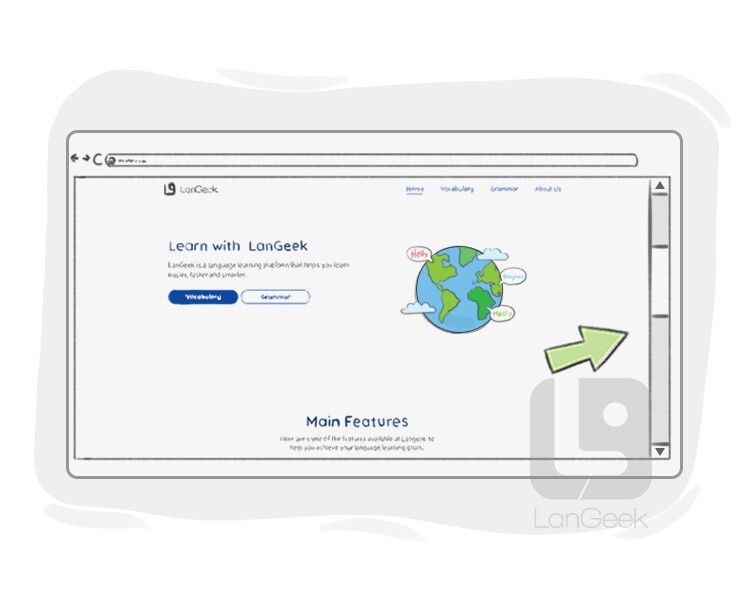 LanGeek
Home Vocabulary Grammar About Us
Learn with LanGeek
LanGeek is a language learning platform that helps you learn
easier, faster and smarter.
Vocabulary Grammar
Hello
Bonjour
Hello
Main Features
Here are some of the features available at Langeek to
help you achieve your language learning goals.
LanGeek